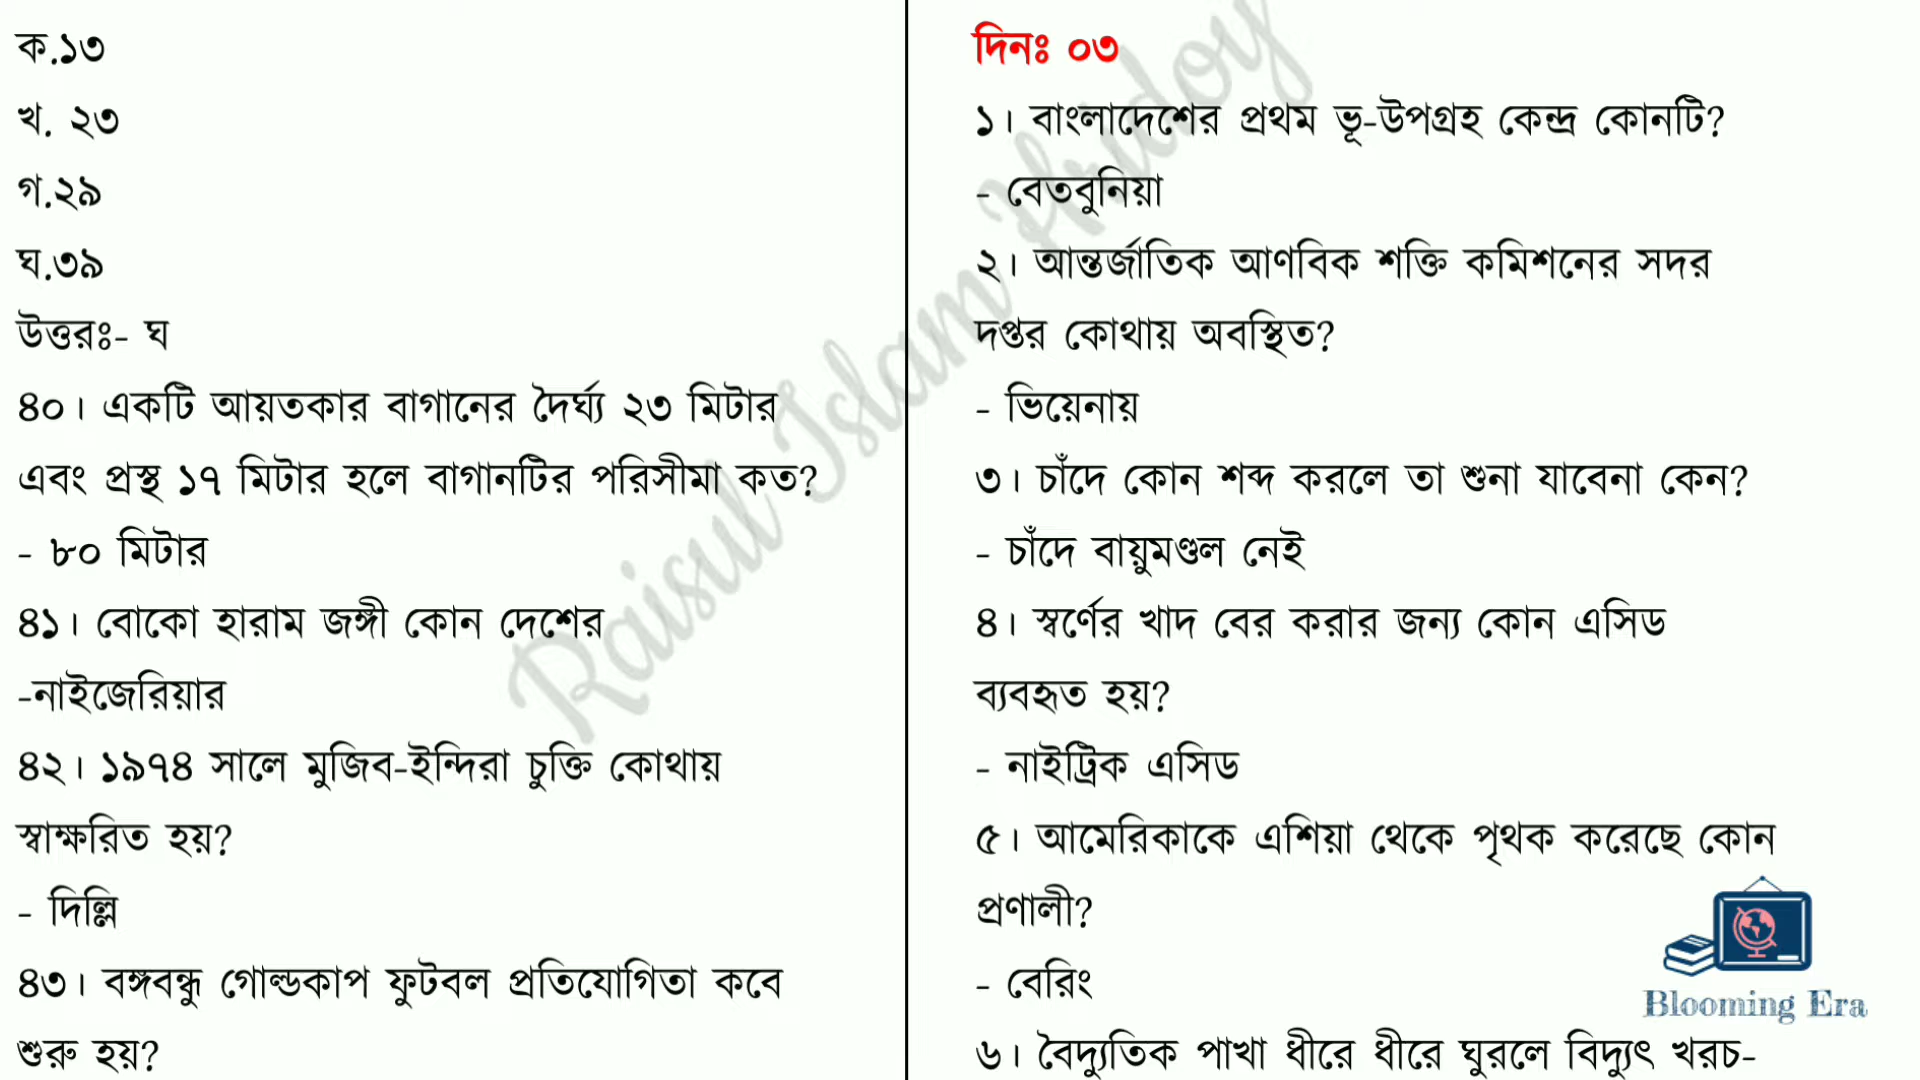 ক.১৩
খ. ২৩
গ.২৯
ঘ.৩৯
উত্তরঃ- ঘ
৪০। একটি আয়তকার বাগানের দৈর্ঘ্য ২৩ মিটার
এবং প্রস্থ ১৭ মিটার হলে বাগানটির পরিসীমা কত?
- ৮০ মিটার
৪১। বোকো হারাম জঙ্গী কোন দেশের
-নাইজেরিয়ার
৪২। ১৯৭৪ সালে মুজিব-ইন্দিরা চুক্তি কোথায়
স্বাক্ষরিত হয়?
- দিল্লি
৪৩। বঙ্গবন্ধু গোল্ডকাপ ফুটবল প্রতিযোগিতা কবে
শুরু হয়?
দিনঃ ০৩
১। বাংলাদেশের প্রথম ভূ-উপগ্রহ কেন্দ্র কোনটি?
- বেতবুনিয়া
২। আন্তর্জাতিক আণবিক শক্তি কমিশনের সদর
দপ্তর কোথায় অবস্থিত?
- ভিয়েনায়
৩। চাঁদে কোন শব্দ করলে তা শুনা যাবেনা কেন?
- চাঁদে বায়ুমণ্ডল নেই
৪। স্বর্ণের খাদ বের করার জন্য কোন এসিড
ব্যবহৃত হয়?
- নাইট্রিক এসিড
৫। আমেরিকাকে এশিয়া থেকে পৃথক করেছে কোন
প্রণালী?
- বেরিং
৬। বৈদ্যুতিক পাখা ধীরে ধীরে ঘুরলে বিদ্যুৎ খরচ-
Raisul Islam Hridoy
Blooming Era